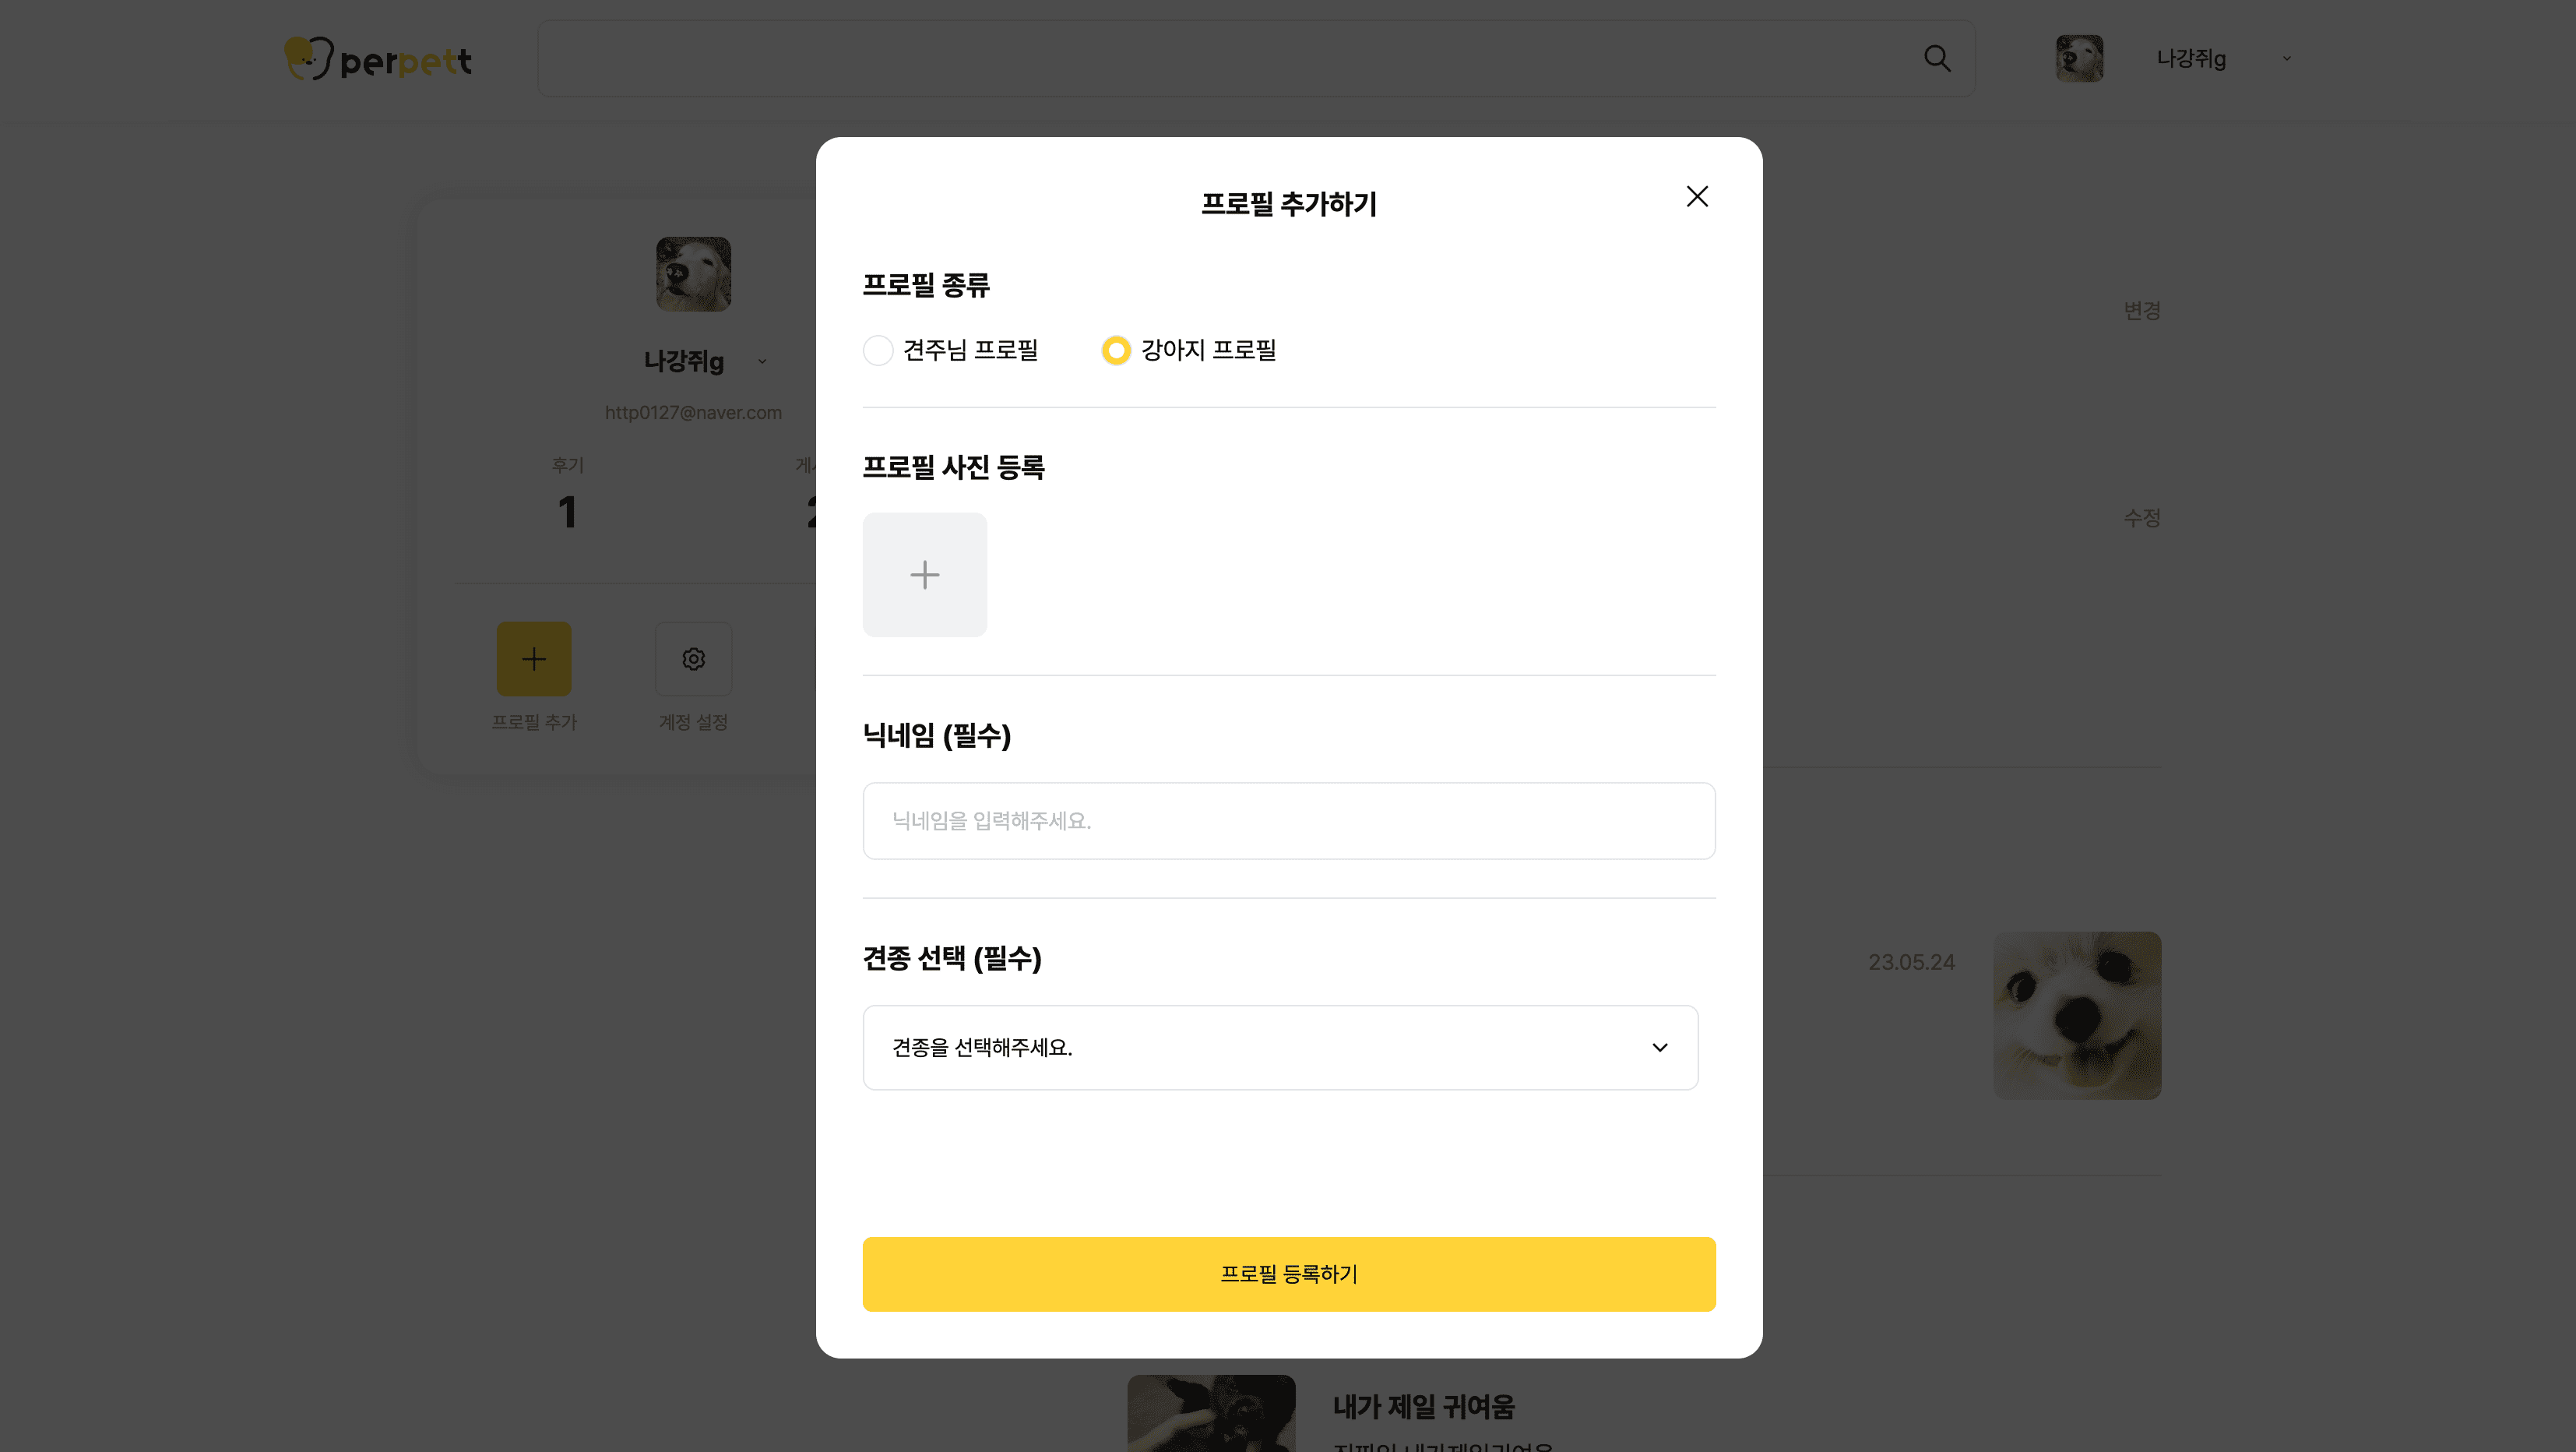 perpett
나강쥐g
프로필 추가하기
나강쥐g
http0127@naver.com
후기
1
프로필 추가
계정 설정
프로필 종류
견주님 프로필
강아지 프로필
프로필 사진 등록
닉네임 (필수)
닉네임을 입력해주세요.
견종 선택 (필수)
견종을 선택해주세요.
프로필 등록하기
변경
수정
23.05.24
내가 제일 귀여움